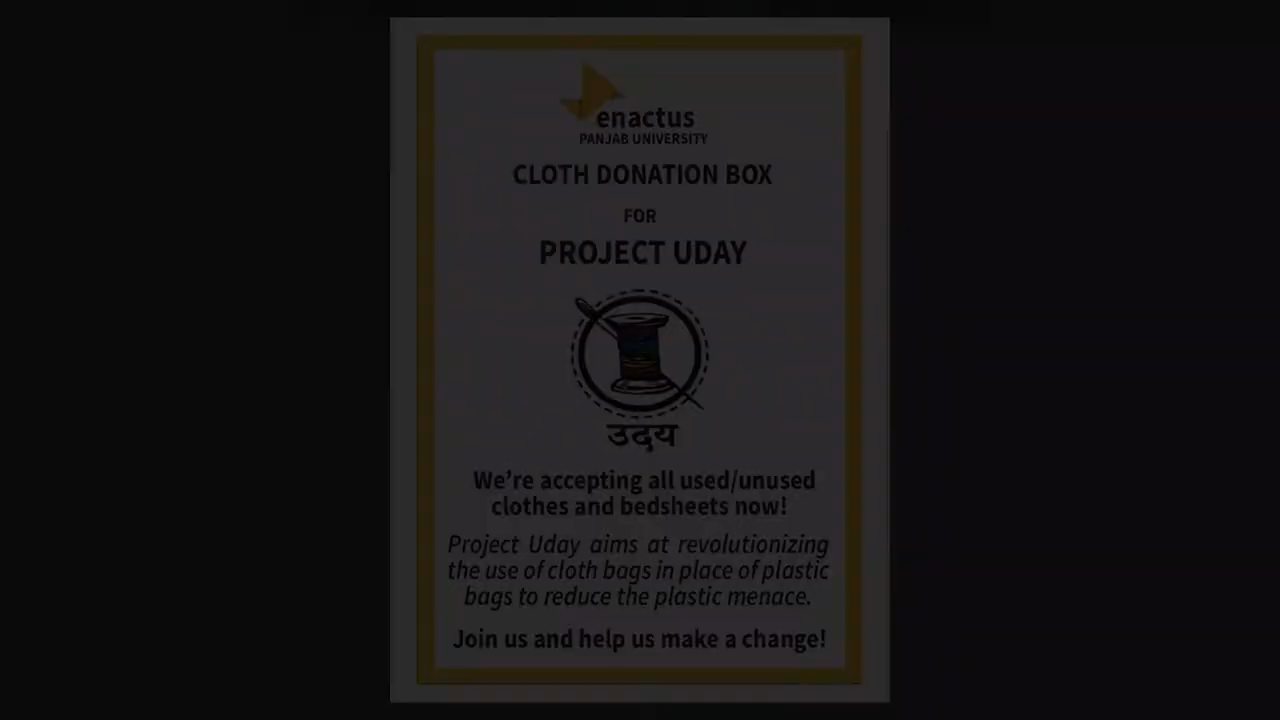 enactus
PANJAB UNIVERSITY
CLOTH DONATION BOX
FOR
PROJECT UDAY
उदय
We're accepting all used/unused
clothes and bedsheets now!
Project Uday aims at revolutionizing
the use of cloth bags in place of plastic
bags to reduce the plastic menace.
Join us and help us make a change!